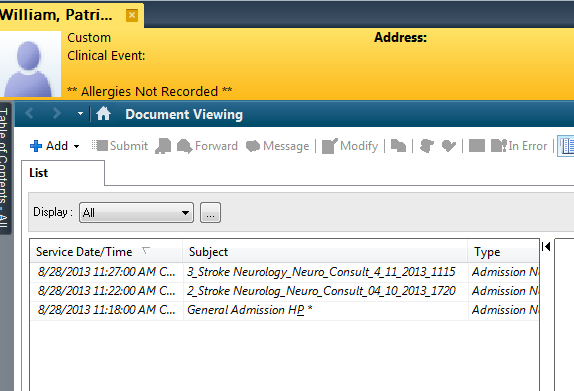 William, Patri...
Custom Address:
Clinical Event:
** Allergies Not Recorded **
Table of Contents - All
Document Viewing
Add Submit Forward Message Modify In Error
List
Display : All ...
Service Date/Time Subject Type
8/28/2013 11:27:00 AM C... 3_Stroke Neurology_Neuro_Consult_4_11_2013_1115 Admission N
8/28/2013 11:22:00 AM C... 2_Stroke Neurolog_Neuro_Consult_04_10_2013_1720 Admission N
8/28/2013 11:18:00 AM C... General Admission HP * Admission N